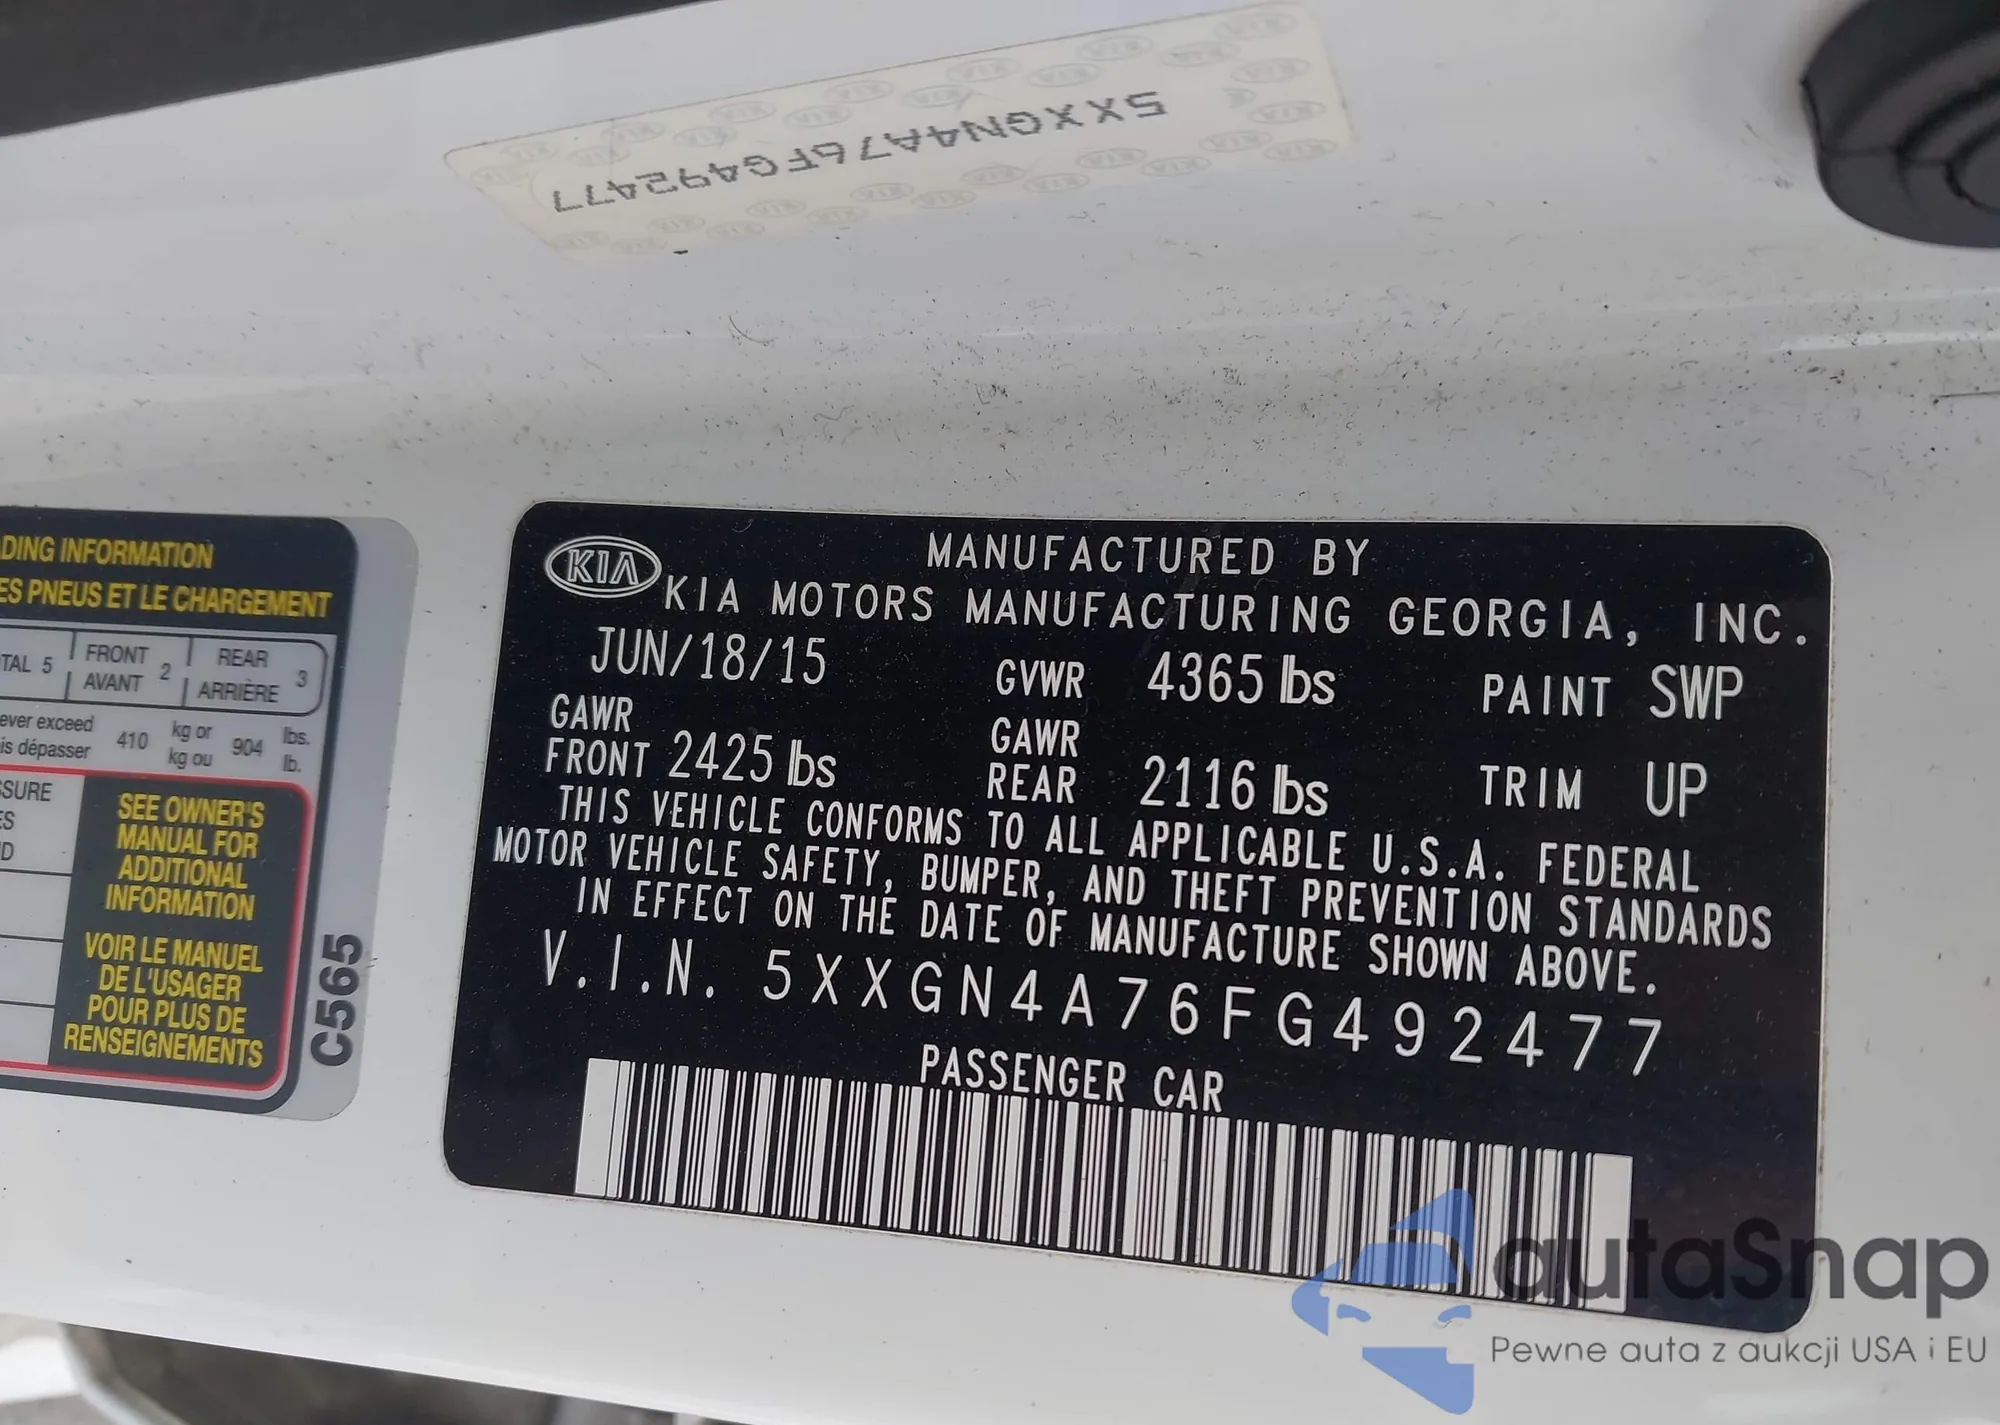 5XXGN4A76FG492477
DING INFORMATION
ES PNEUS ET LE CHARGEMENT
TAL 5 FRONT AVANT 2 REAR ARRIÈRE 3
ever exceed 410 kg or 904 lbs.
is dépasser kg ou lb.
SSURE
ES
D
SEE OWNER'S
MANUAL FOR
ADDITIONAL
INFORMATION
VOIR LE MANUEL
DE L'USAGER
POUR PLUS DE
RENSEIGNEMENTS
C565
KIA
MANUFACTURED BY
KIA MOTORS MANUFACTURING GEORGIA, INC.
JUN/18/15 GVWR 4365 lbs PAINT SWP
GAWR FRONT 2425 lbs GAWR REAR 2116 lbs TRIM UP
THIS VEHICLE CONFORMS TO ALL APPLICABLE U.S.A. FEDERAL
MOTOR VEHICLE SAFETY, BUMPER, AND THEFT PREVENTION STANDARDS
IN EFFECT ON THE DATE OF MANUFACTURE SHOWN ABOVE.
V.I.N. 5XXGN4A76FG492477
PASSENGER CAR
autaSnap
Pewne auta z aukcji USA i EU